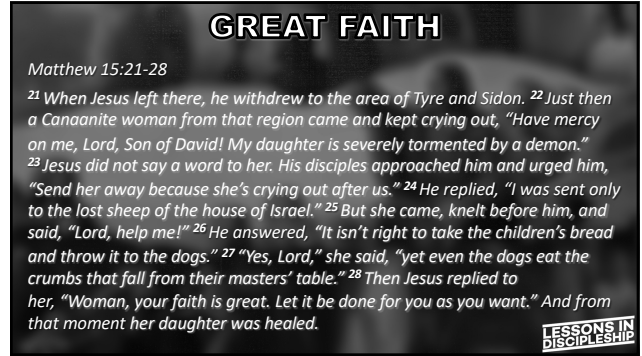 GREAT FAITH
Matthew 15:21-28
21 When Jesus left there, he withdrew to the area of Tyre and Sidon. 22 Just then
a Canaanite woman from that region came and kept crying out, “Have mercy
on me, Lord, Son of David! My daughter is severely tormented by a demon.”
23 Jesus did not say a word to her. His disciples approached him and urged him,
“Send her away because she’s crying out after us.” 24 He replied, “I was sent only
to the lost sheep of the house of Israel.” 25 But she came, knelt before him, and
said, “Lord, help me!” 26 He answered, “It isn’t right to take the children’s bread
and throw it to the dogs.” 27 “Yes, Lord,” she said, “yet even the dogs eat the
crumbs that fall from their masters’ table.” 28 Then Jesus replied to
her, “Woman, your faith is great. Let it be done for you as you want.” And from
that moment her daughter was healed.
LESSONS IN
DISCIPLESHIP